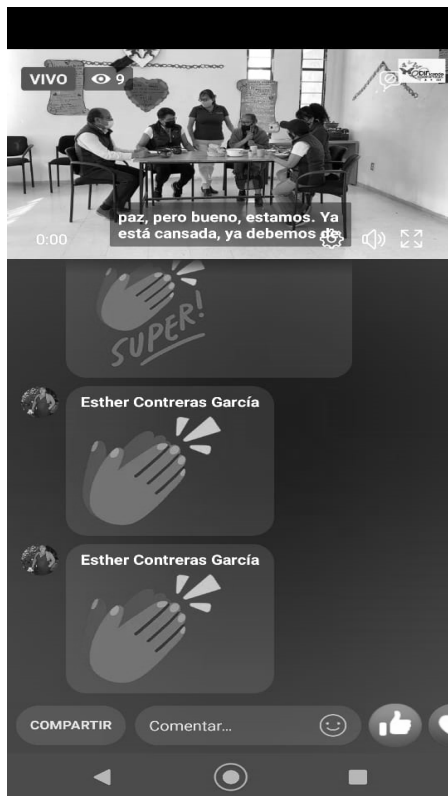 VIVO
9
paz, pero bueno, estamos. Ya
está cansada, ya debemos de
0:00
SUPER!
Esther Contreras García
Esther Contreras García
COMPARTIR
Comentar...